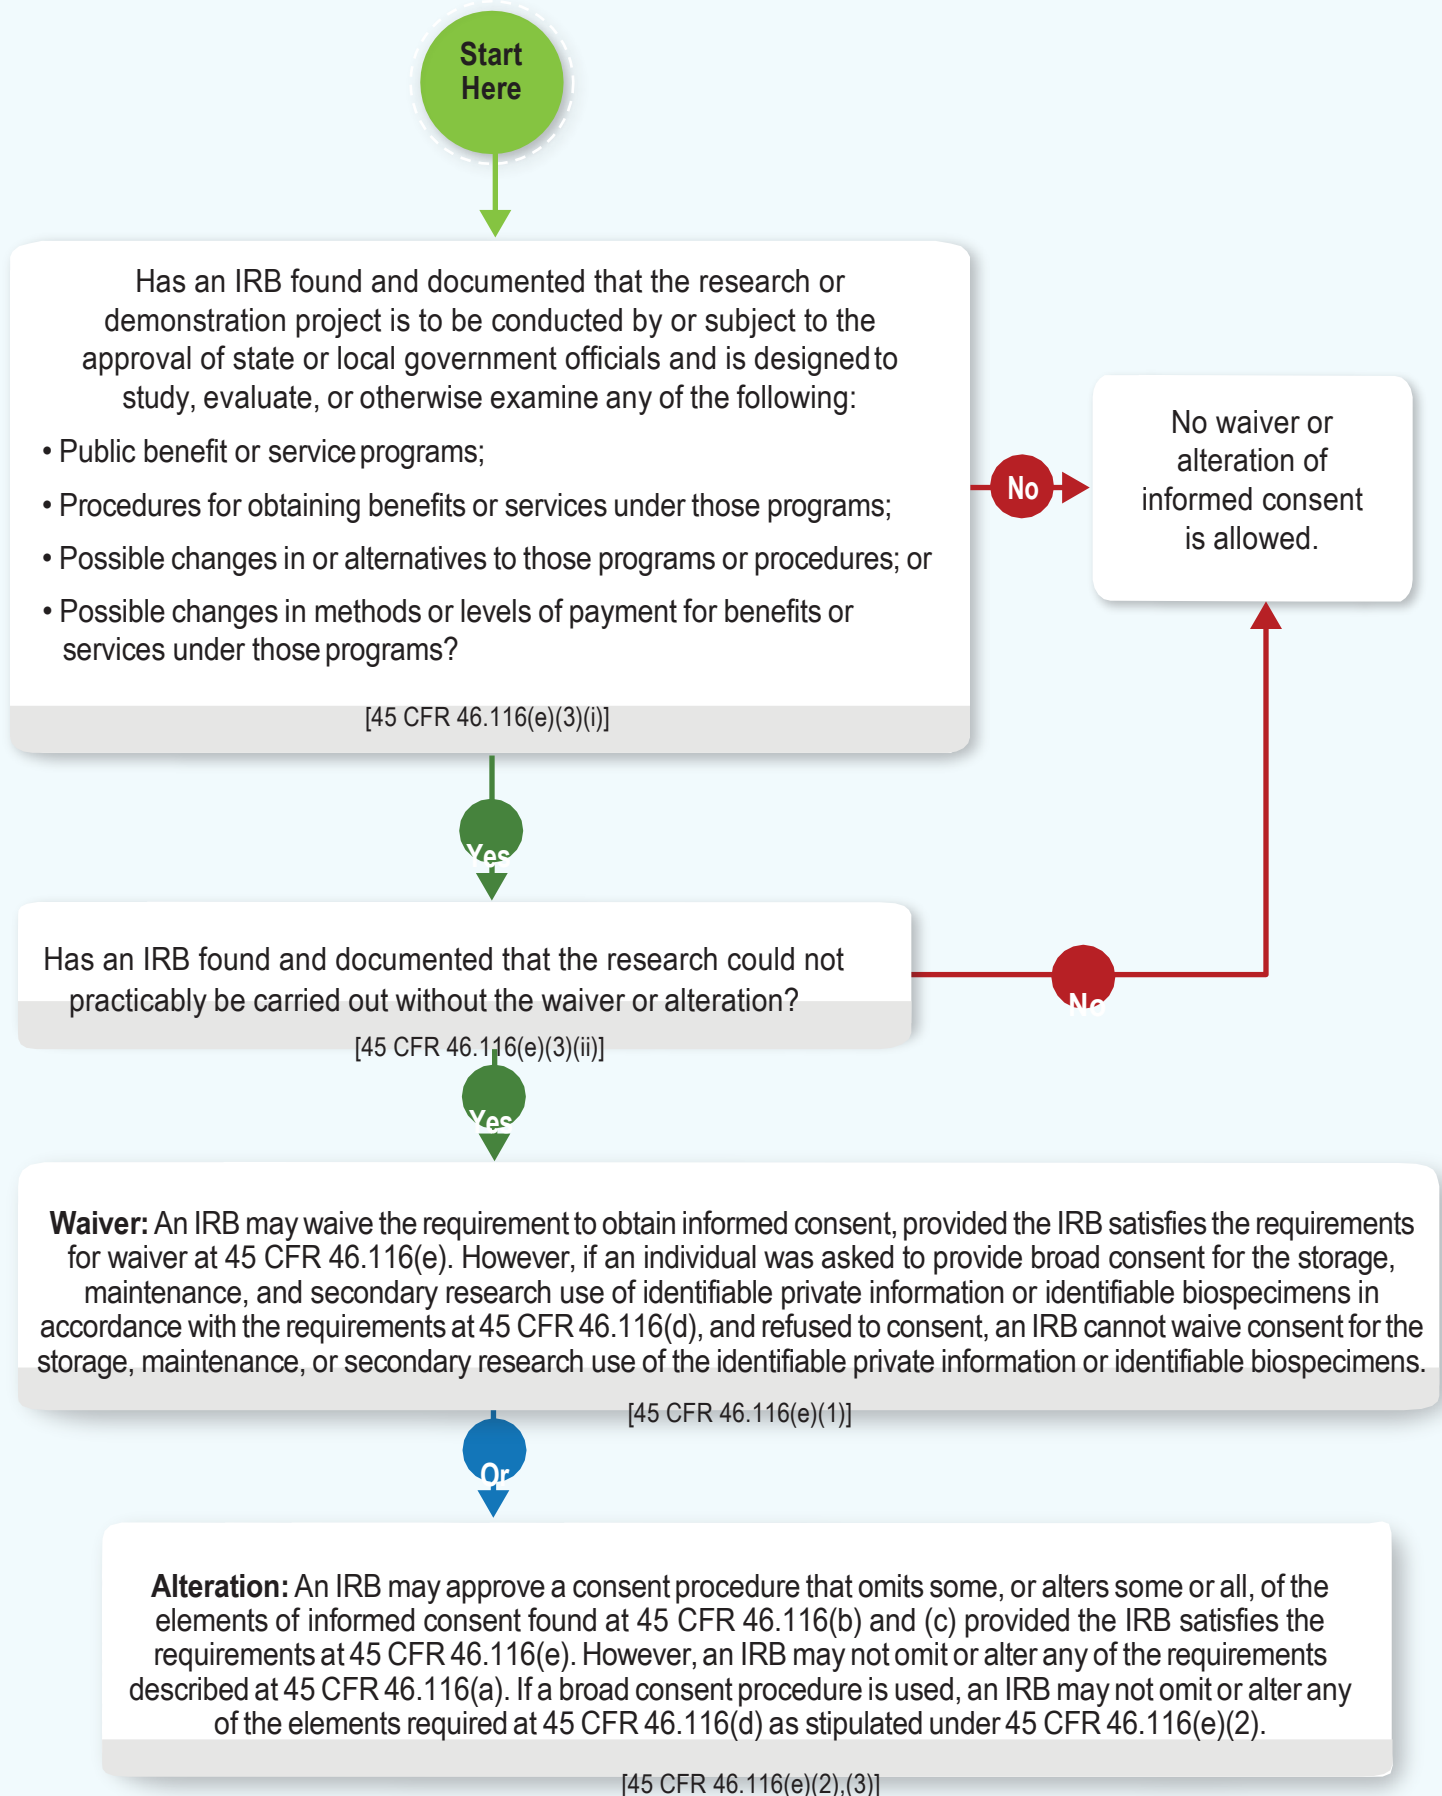 Start
Here
Has an IRB found and documented that the research or
demonstration project is to be conducted by or subject to the
approval of state or local government officials and is designed to
study, evaluate, or otherwise examine any of the following:
• Public benefit or service programs;
• Procedures for obtaining benefits or services under those programs;
• Possible changes in or alternatives to those programs or procedures; or
• Possible changes in methods or levels of payment for benefits or
services under those programs?
[45 CFR 46.116(e)(3)(i)]
No
No waiver or
alteration of
informed consent
is allowed.
Yes
Has an IRB found and documented that the research could not
practicably be carried out without the waiver or alteration?
[45 CFR 46.116(e)(3)(ii)]
No
Yes
Waiver: An IRB may waive the requirement to obtain informed consent, provided the IRB satisfies the requirements
for waiver at 45 CFR 46.116(e). However, if an individual was asked to provide broad consent for the storage,
maintenance, and secondary research use of identifiable private information or identifiable biospecimens in
accordance with the requirements at 45 CFR 46.116(d), and refused to consent, an IRB cannot waive consent for the
storage, maintenance, or secondary research use of the identifiable private information or identifiable biospecimens.
[45 CFR 46.116(e)(1)]
Or
Alteration: An IRB may approve a consent procedure that omits some, or alters some or all, of the
elements of informed consent found at 45 CFR 46.116(b) and (c) provided the IRB satisfies the
requirements at 45 CFR 46.116(e). However, an IRB may not omit or alter any of the requirements
described at 45 CFR 46.116(a). If a broad consent procedure is used, an IRB may not omit or alter any
of the elements required at 45 CFR 46.116(d) as stipulated under 45 CFR 46.116(e)(2).
[45 CFR 46.116(e)(2),(3)]